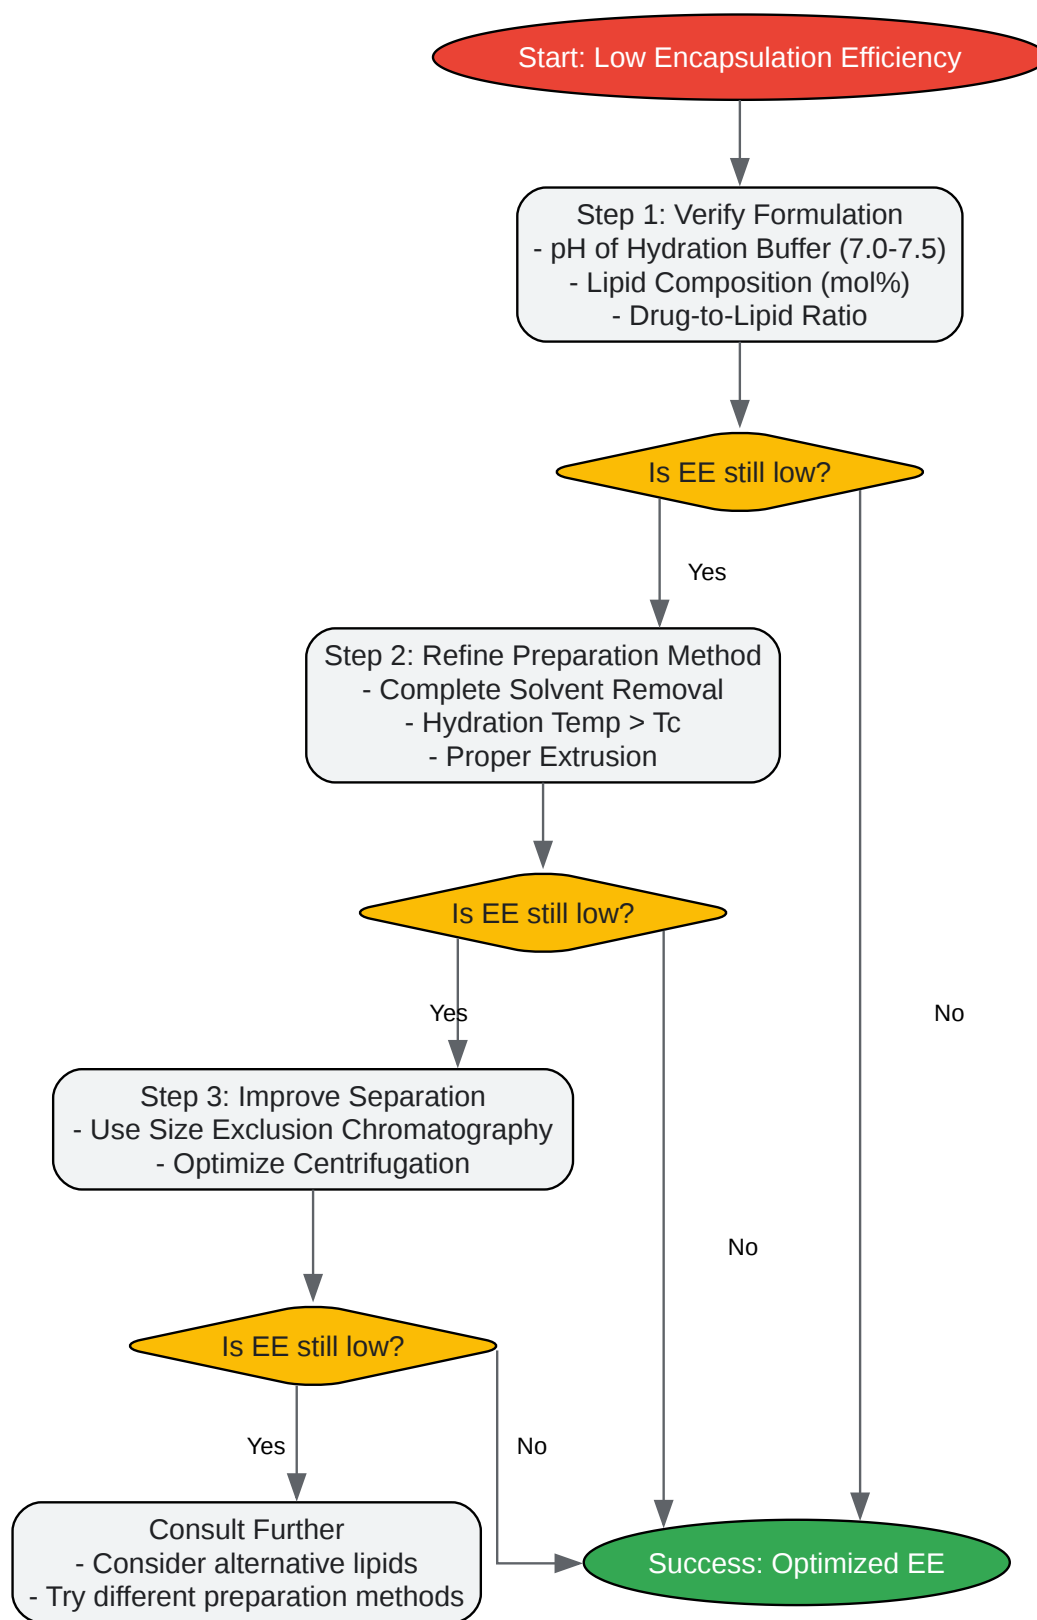 Start: Low Encapsulation Efficiency
Step 1: Verify Formulation
- pH of Hydration Buffer (7.0-7.5)
- Lipid Composition (mol%)
- Drug-to-Lipid Ratio
Is EE still low?
Yes
Step 2: Refine Preparation Method
- Complete Solvent Removal
- Hydration Temp > Tc
- Proper Extrusion
Is EE still low?
Yes
No
Step 3: Improve Separation
- Use Size Exclusion Chromatography
- Optimize Centrifugation
No
Is EE still low?
Yes
No
Consult Further
- Consider alternative lipids
- Try different preparation methods
Success: Optimized EE